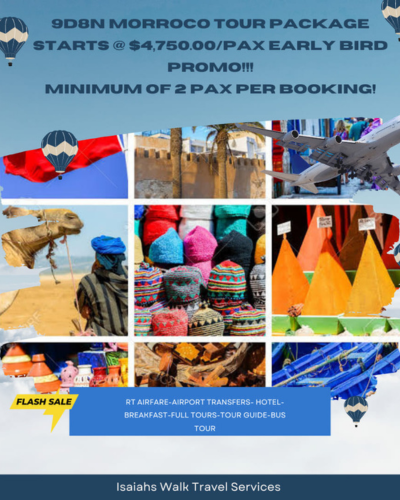 9D8N MORROCO TOUR PACKAGE
STARTS @ $4,750.00/PAX EARLY BIRD
PROMO!!!
MINIMUM OF 2 PAX PER BOOKING!
FLASH SALE
RT AIRFARE-AIRPORT TRANSFERS- HOTEL-
BREAKFAST-FULL TOURS-TOUR GUIDE-BUS
TOUR
Isaiahs Walk Travel Services